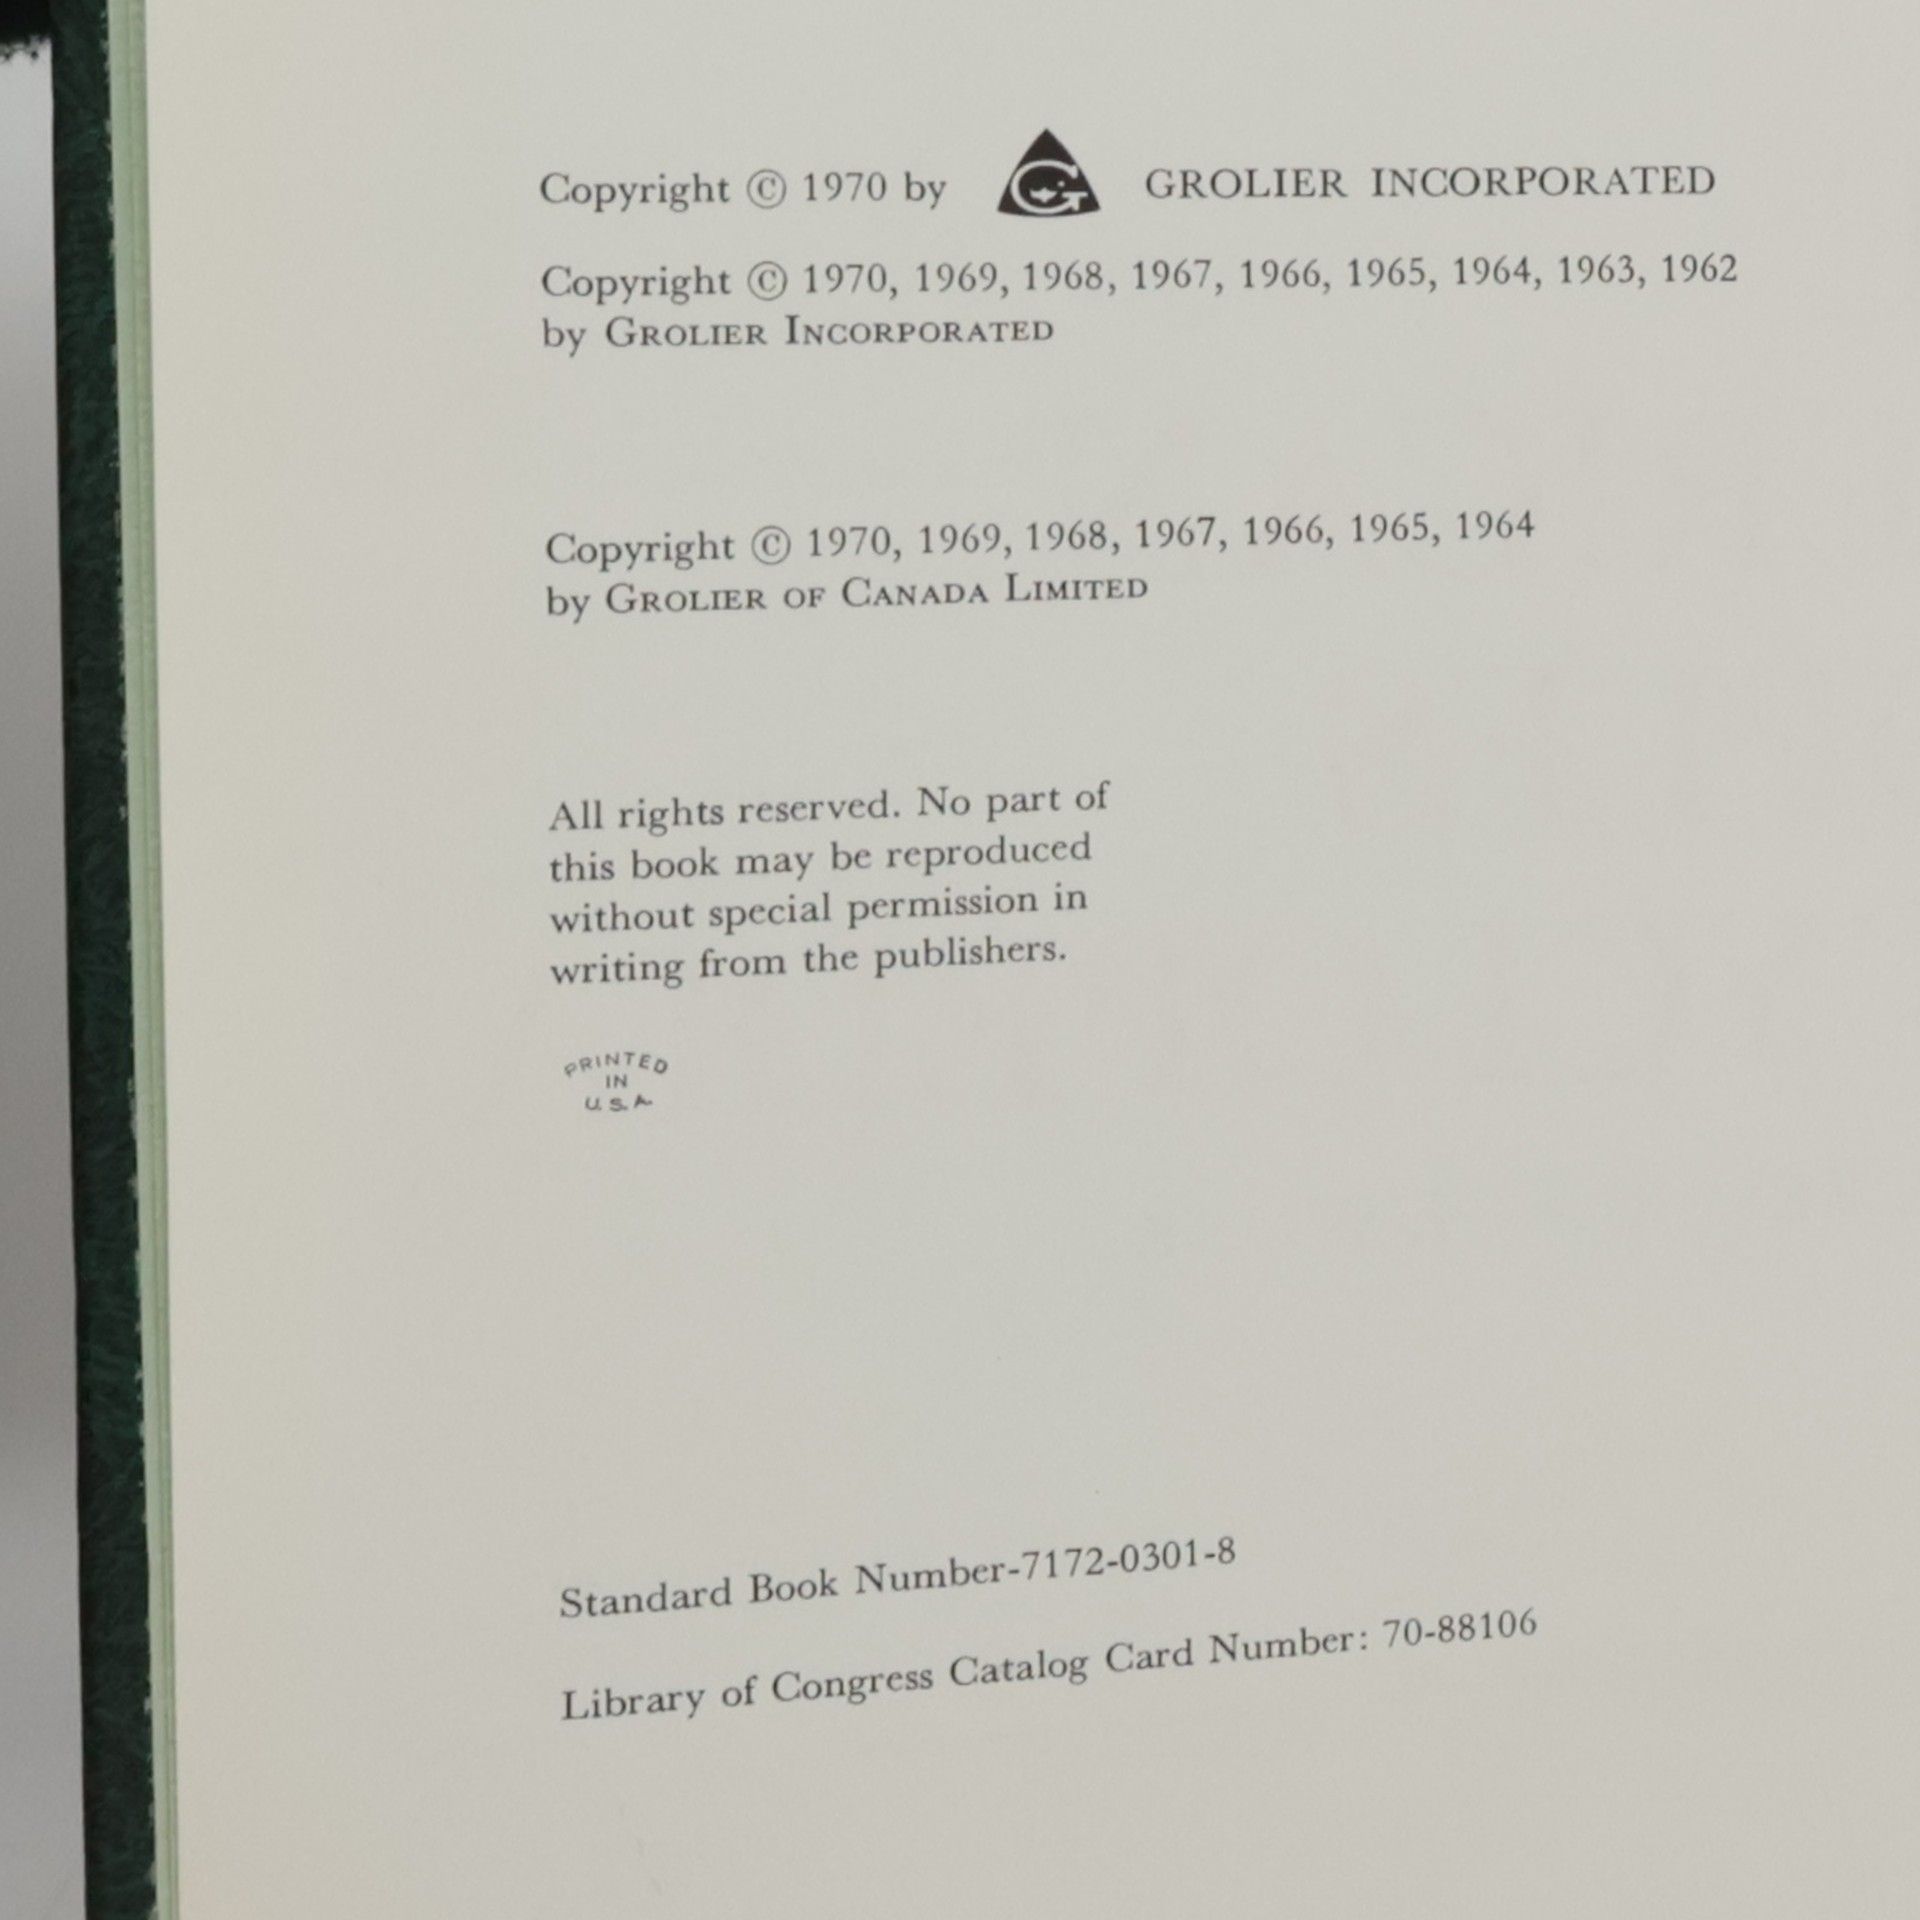 Copyright © 1970 by G GROLIER INCORPORATED
Copyright © 1970, 1969, 1968, 1967, 1966, 1965, 1964, 1963, 1962
by GROLIER INCORPORATED
Copyright © 1970, 1969, 1968, 1967, 1966, 1965, 1964
by GROLIER OF CANADA LIMITED
All rights reserved. No part of
this book may be reproduced
without special permission in
writing from the publishers.
PRINTED
IN
U. S. A.
Standard Book Number-7172-0301-8
Library of Congress Catalog Card Number: 70-88106